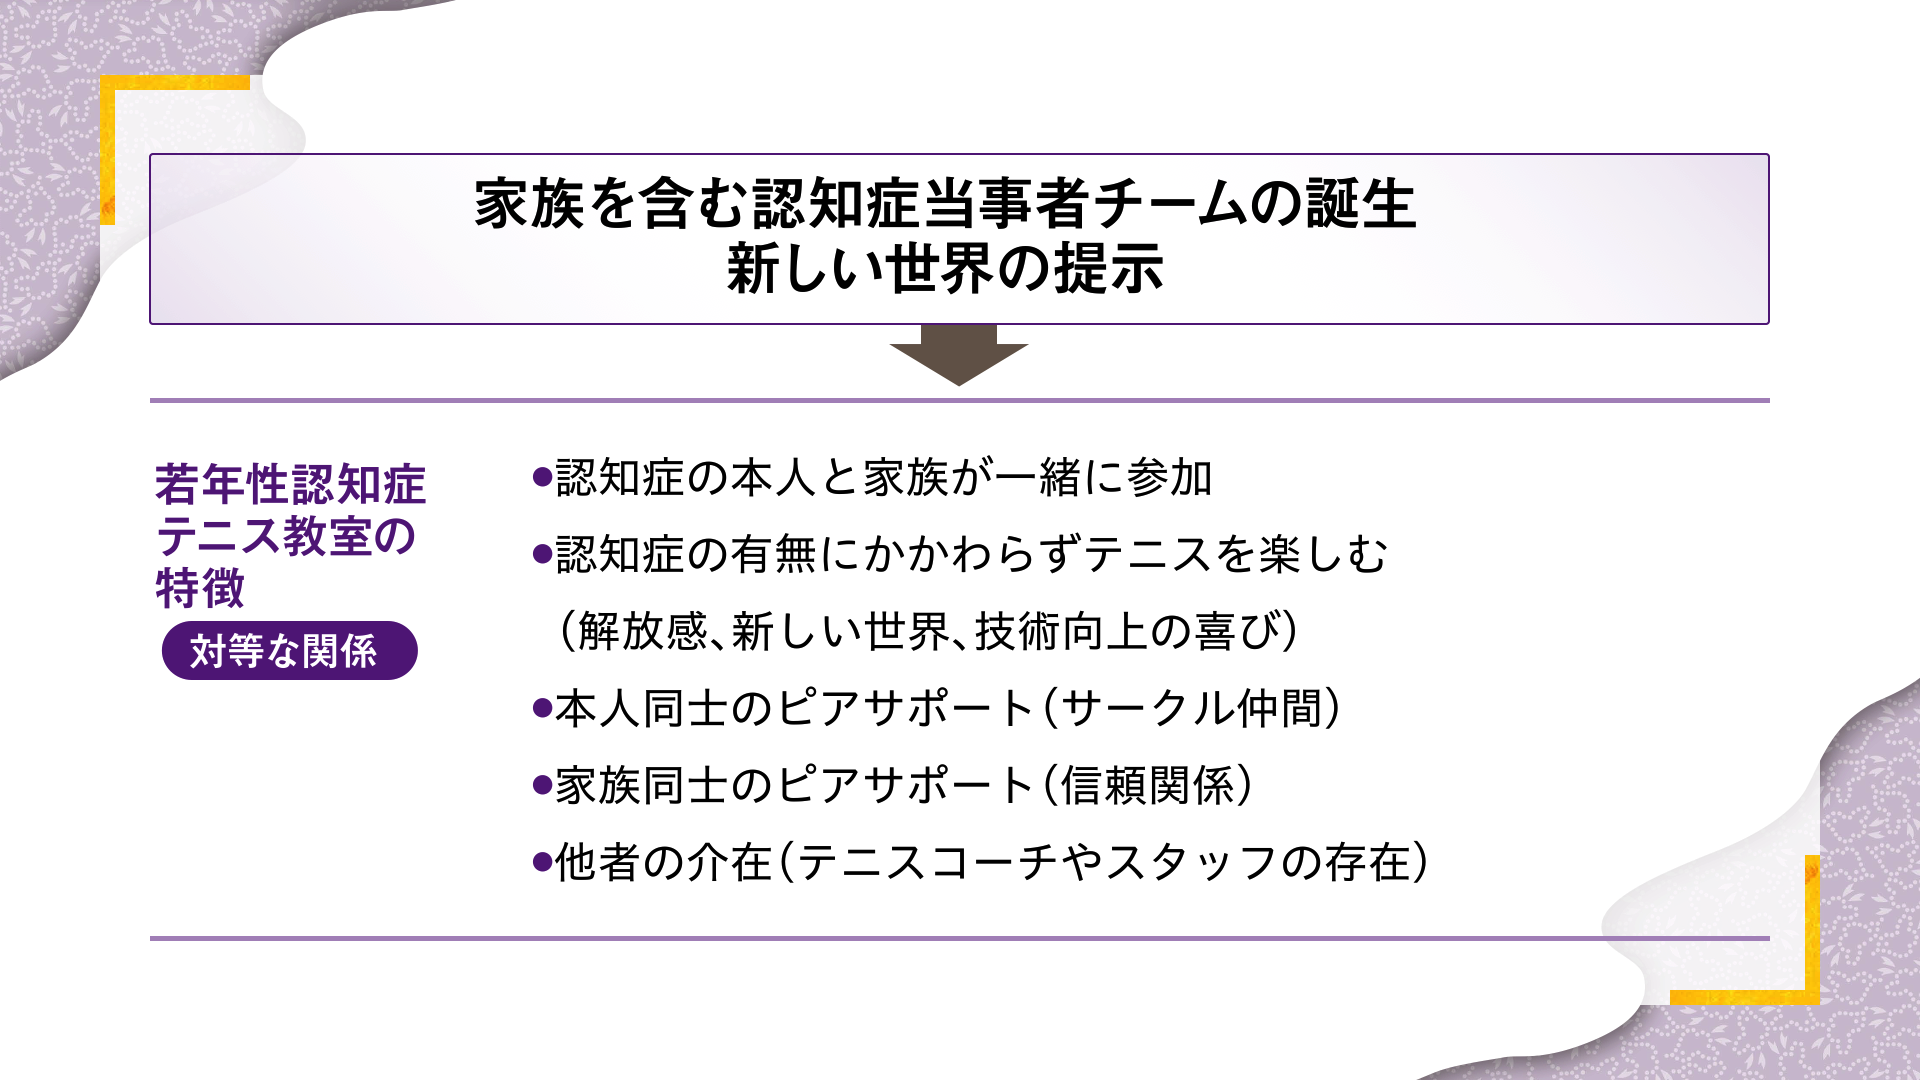 家族を含む認知症当事者チームの誕生
新しい世界の提示
若年性認知症
テニス教室の
特徴
対等な関係
●認知症の本人と家族が一緒に参加
●認知症の有無にかかわらずテニスを楽しむ
（解放感、新しい世界、技術向上の喜び）
●本人同士のピアサポート（サークル仲間）
●家族同士のピアサポート（信頼関係）
●他者の介在（テニスコーチやスタッフの存在）